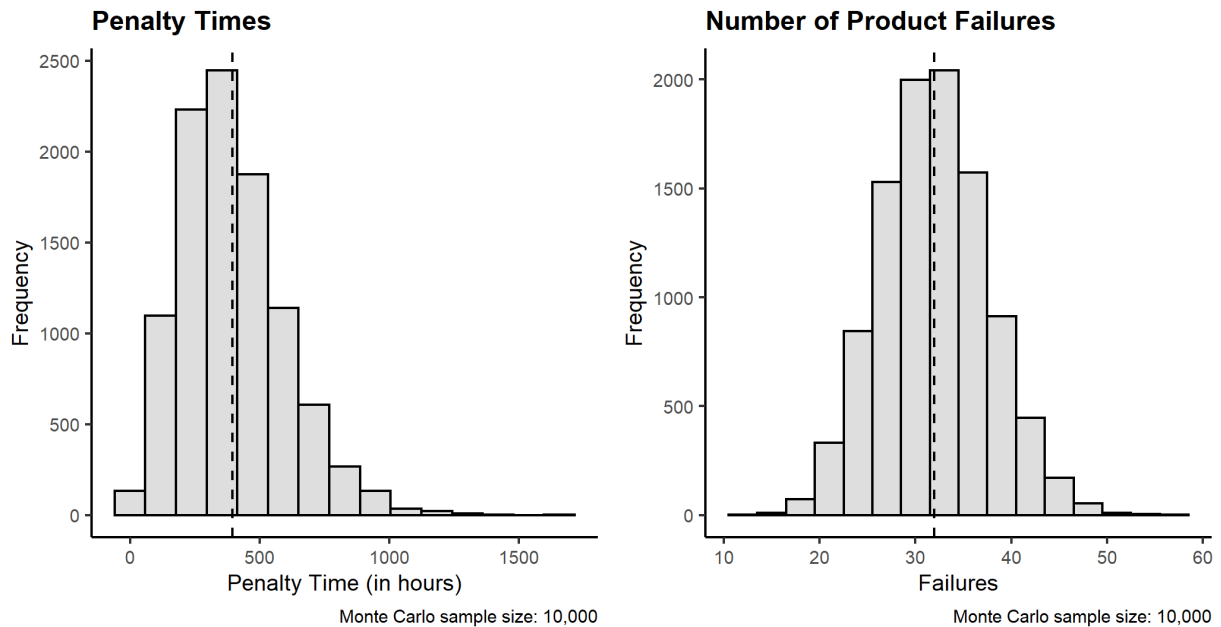 Penalty Times
Frequency
2500
2000
1500
1000
500
0
0 500 1000 1500
Penalty Time (in hours)
Monte Carlo sample size: 10,000
Number of Product Failures
Frequency
2000
1500
1000
500
0
10 20 30 40 50 60
Failures
Monte Carlo sample size: 10,000